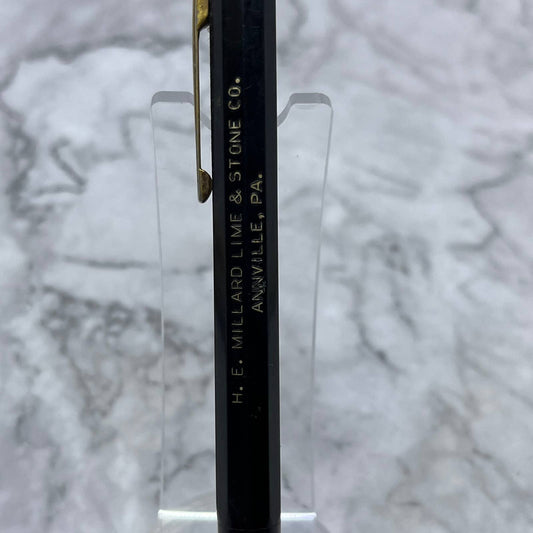 H. E. MILLARD LIME & STONE CO.
ANNVILLE, PA.